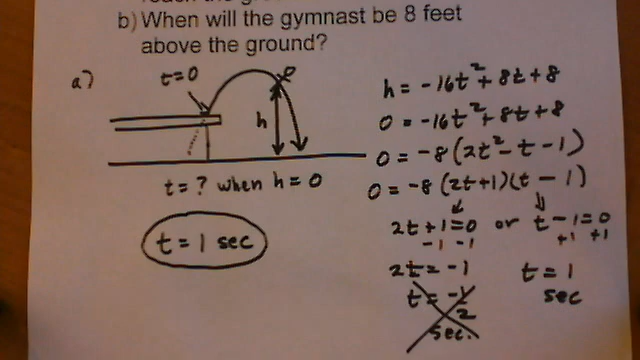 b) When will the gymnast be 8 feet
above the ground?
a)
t=0
h
t = ? when h = 0
t = 1 sec
h = -16t²+8t+8
0 = -16t²+8t+8
0 = -8(2t²-t-1)
0 = -8(2t+1)(t-1)
2t+1=0 or t-1=0
-1 -1 +1 +1
2t = -1 t = 1
t = -1/2 sec
sec.